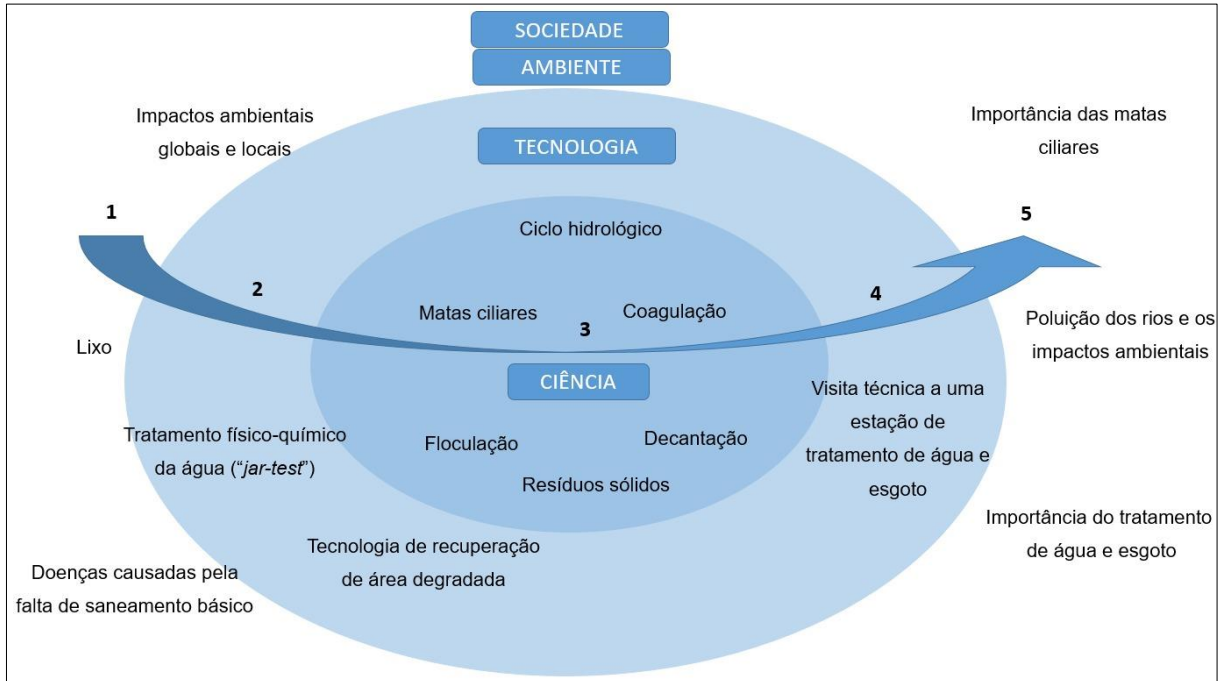 SOCIEDADE
AMBIENTE
Impactos ambientais
globais e locais
TECNOLOGIA
Importância das matas
ciliares
1
5
Ciclo hidrológico
2
4
Matas ciliares
Coagulação
3
Lixo
Poluição dos rios e os
impactos ambientais
CIÊNCIA
Visita técnica a uma
estação de
tratamento de água e
esgoto
Tratamento físico-químico
da água (“jar-test”)
Floculação
Decantação
Resíduos sólidos
Importância do tratamento
de água e esgoto
Tecnologia de recuperação
de área degradada
Doenças causadas pela
falta de saneamento básico